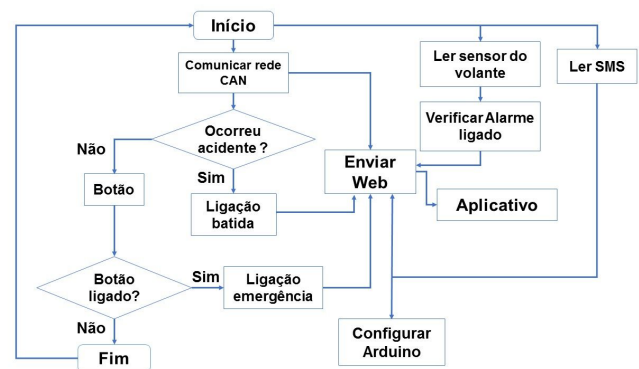 Início
Comunicar rede
CAN
Ler sensor do
volante
Ler SMS
Verificar Alarme
ligado
Ocorreu
acidente ?
Não
Sim
Botão
Enviar
Web
Ligação
batida
Aplicativo
Botão
ligado?
Sim
Ligação
emergência
Não
Configurar
Arduino
Fim